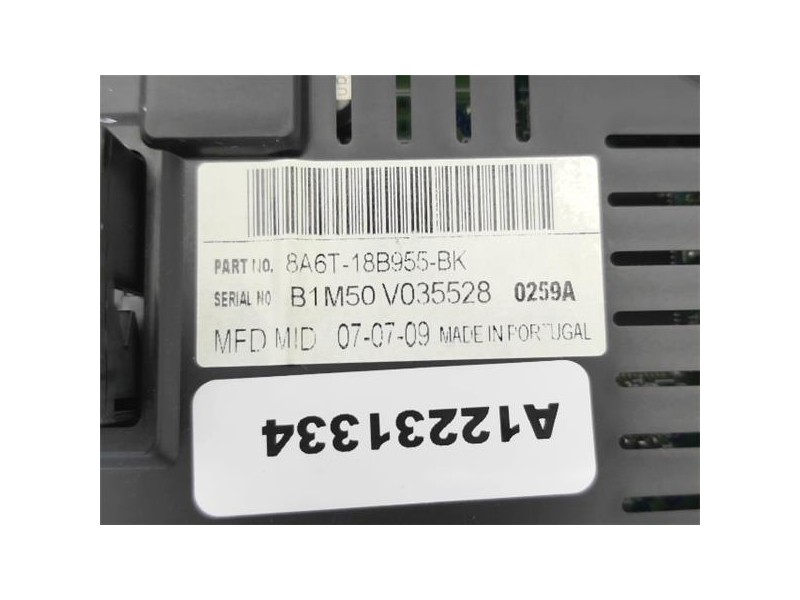 PART NO. 8A6T-18B955-BK
SERIAL NO B1M50 V035528 0259A
MFD MID 07-07-09 MADE IN PORTUGAL
A12231334